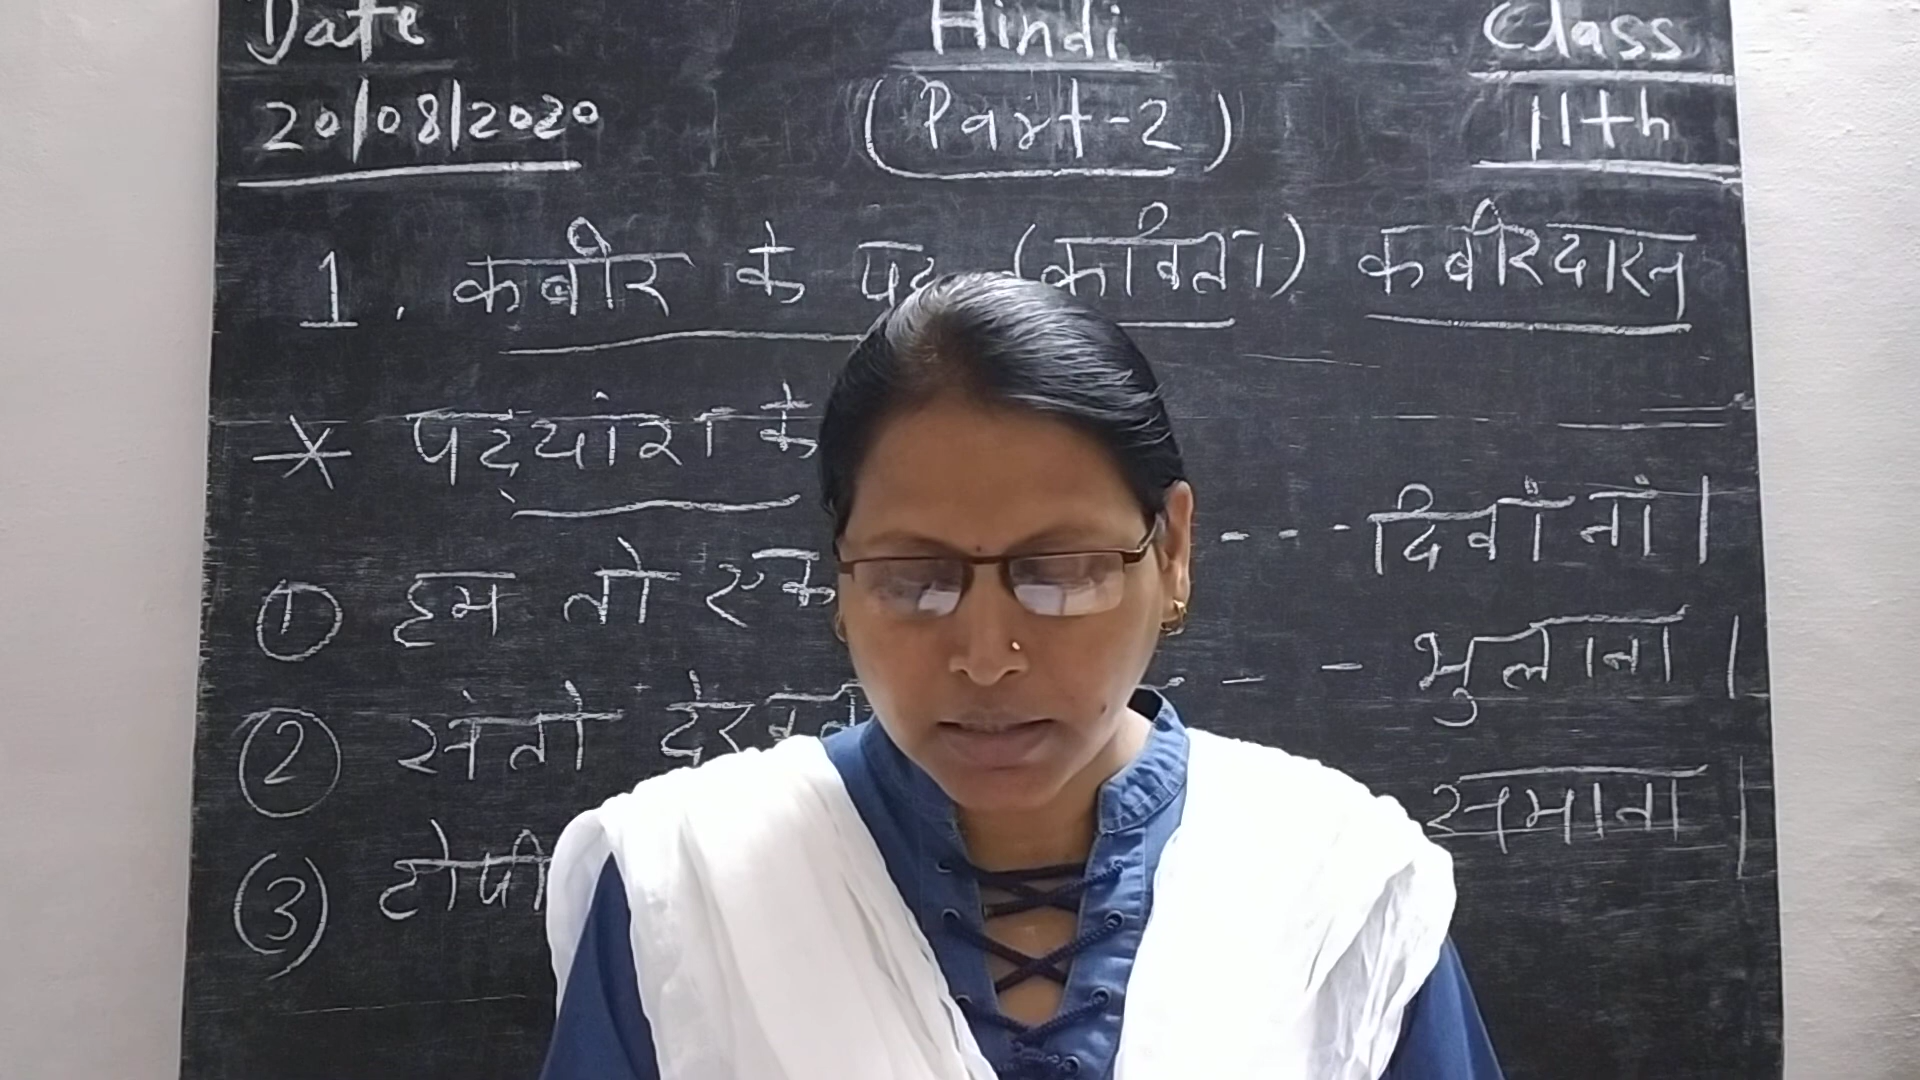 Date Hindi Class
20/08/2020 (Part-2) 11th
1. कबीर के पद (कविता) कबीरदास
* पद्यांश के
① हम तो एक ---- दिवांनां।
② संतो देखत -- भुलाना।
③ टोपी समाना।